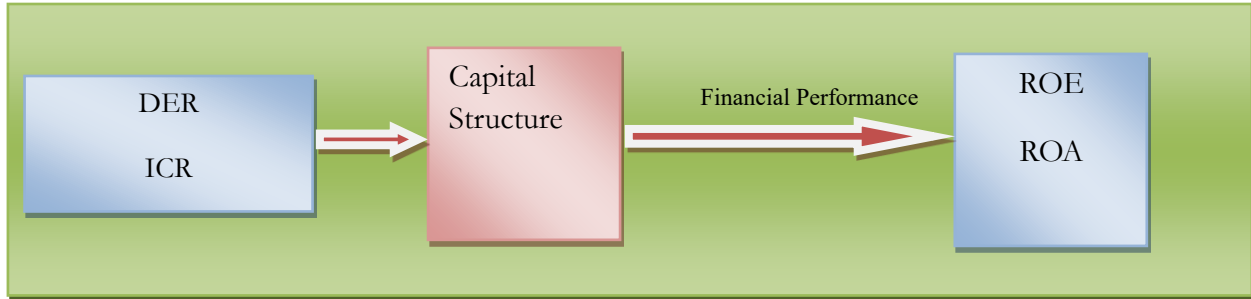 DER
ICR
Capital
Structure
Financial Performance
ROE
ROA